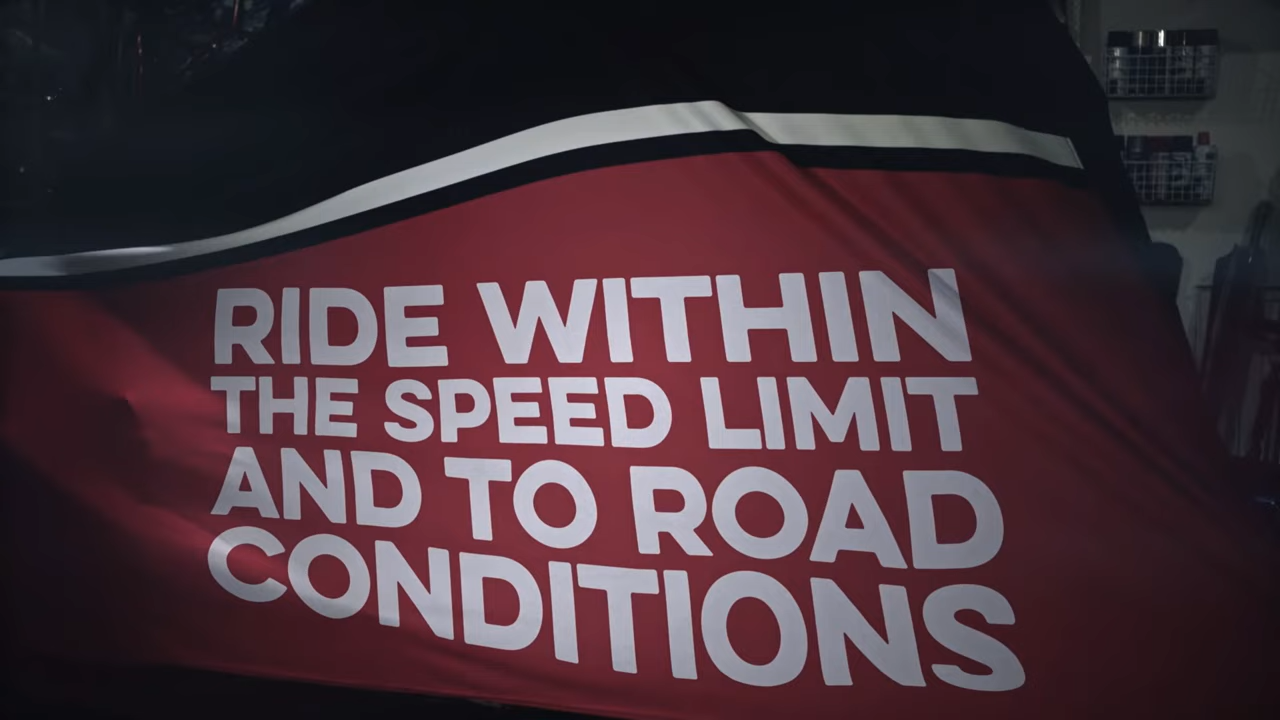 RIDE WITHIN
THE SPEED LIMIT
AND TO ROAD
CONDITIONS